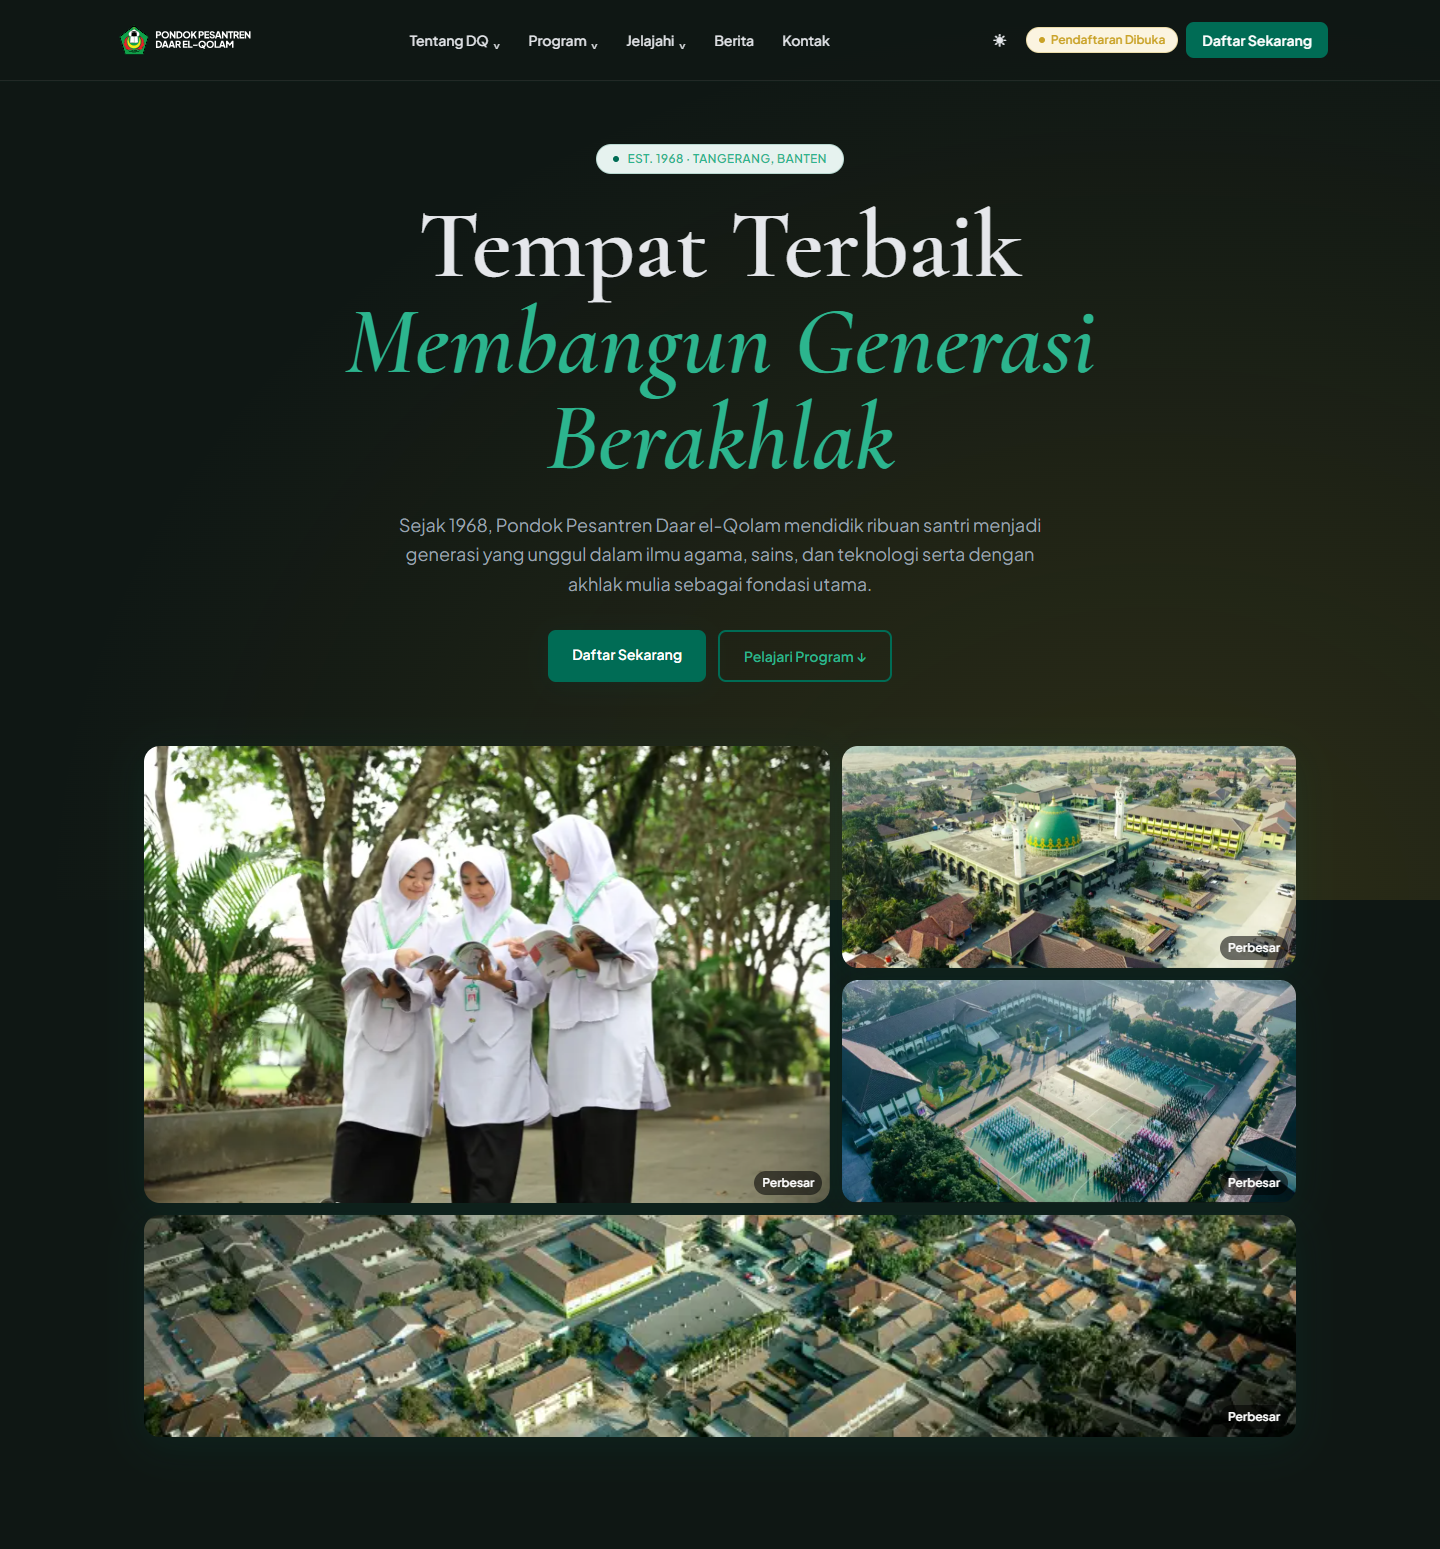 PONDOK PESANTREN
DAAR EL-QOLAM
Tentang DQ v
Program v
Jelajahi v
Berita
Kontak
Pendaftaran Dibuka
Daftar Sekarang
EST. 1968 · TANGERANG, BANTEN
Tempat Terbaik
Membangun Generasi
Berakhlak
Sejak 1968, Pondok Pesantren Daar el-Qolam mendidik ribuan santri menjadi
generasi yang unggul dalam ilmu agama, sains, dan teknologi serta dengan
akhlak mulia sebagai fondasi utama.
Daftar Sekarang
Pelajari Program ↓
Perbesar
Perbesar
Perbesar
Perbesar